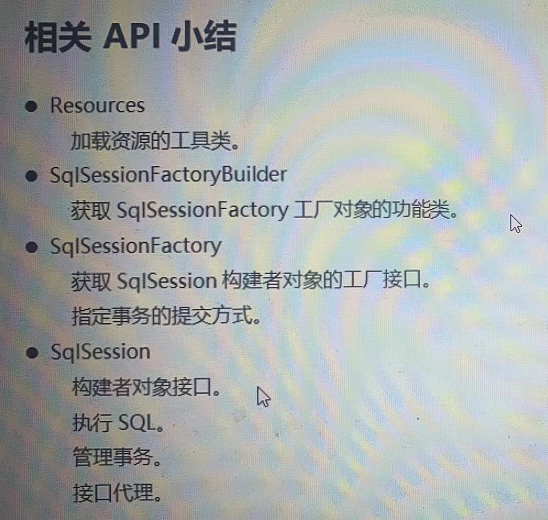 相关 API 小结
● Resources
加载资源的工具类。
● SqlSessionFactoryBuilder
获取 SqlSessionFactory 工厂对象的功能类。
● SqlSessionFactory
获取 SqlSession 构建者对象的工厂接口。
指定事务的提交方式。
● SqlSession
构建者对象接口。
执行 SQL。
管理事务。
接口代理。